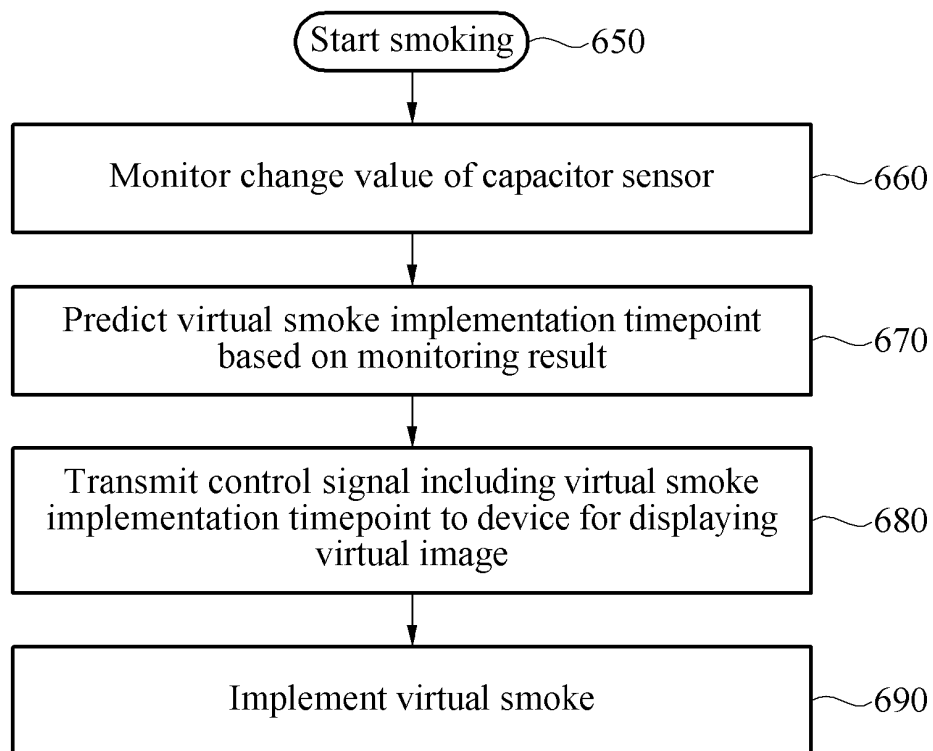 Start smoking 650
Monitor change value of capacitor sensor 660
Predict virtual smoke implementation timepoint
based on monitoring result
670
Transmit control signal including virtual smoke
implementation timepoint to device for displaying
virtual image
680
Implement virtual smoke 690